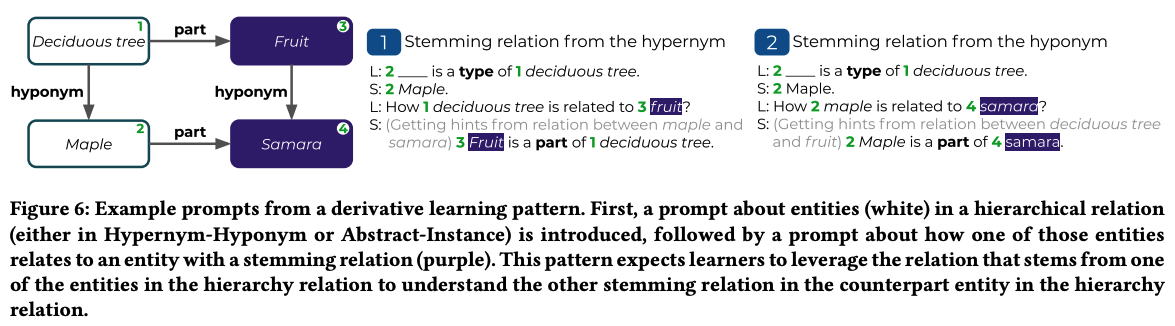 1
Deciduous tree
part
3
Fruit
hyponym
hyponym
2
Maple
part
4
Samara
1 Stemming relation from the hypernym
L: 2 ____ is a type of 1 deciduous tree.
S: 2 Maple.
L: How 1 deciduous tree is related to 3 fruit?
S: (Getting hints from relation between maple and
samara) 3 Fruit is a part of 1 deciduous tree.
2 Stemming relation from the hyponym
L: 2 ____ is a type of 1 deciduous tree.
S: 2 Maple.
L: How 2 maple is related to 4 samara?
S: (Getting hints from relation between deciduous tree
and fruit) 2 Maple is a part of 4 samara.
Figure 6: Example prompts from a derivative learning pattern. First, a prompt about entities (white) in a hierarchical relation
(either in Hypernym-Hyponym or Abstract-Instance) is introduced, followed by a prompt about how one of those entities
relates to an entity with a stemming relation (purple). This pattern expects learners to leverage the relation that stems from one
of the entities in the hierarchy relation to understand the other stemming relation in the counterpart entity in the hierarchy
relation.